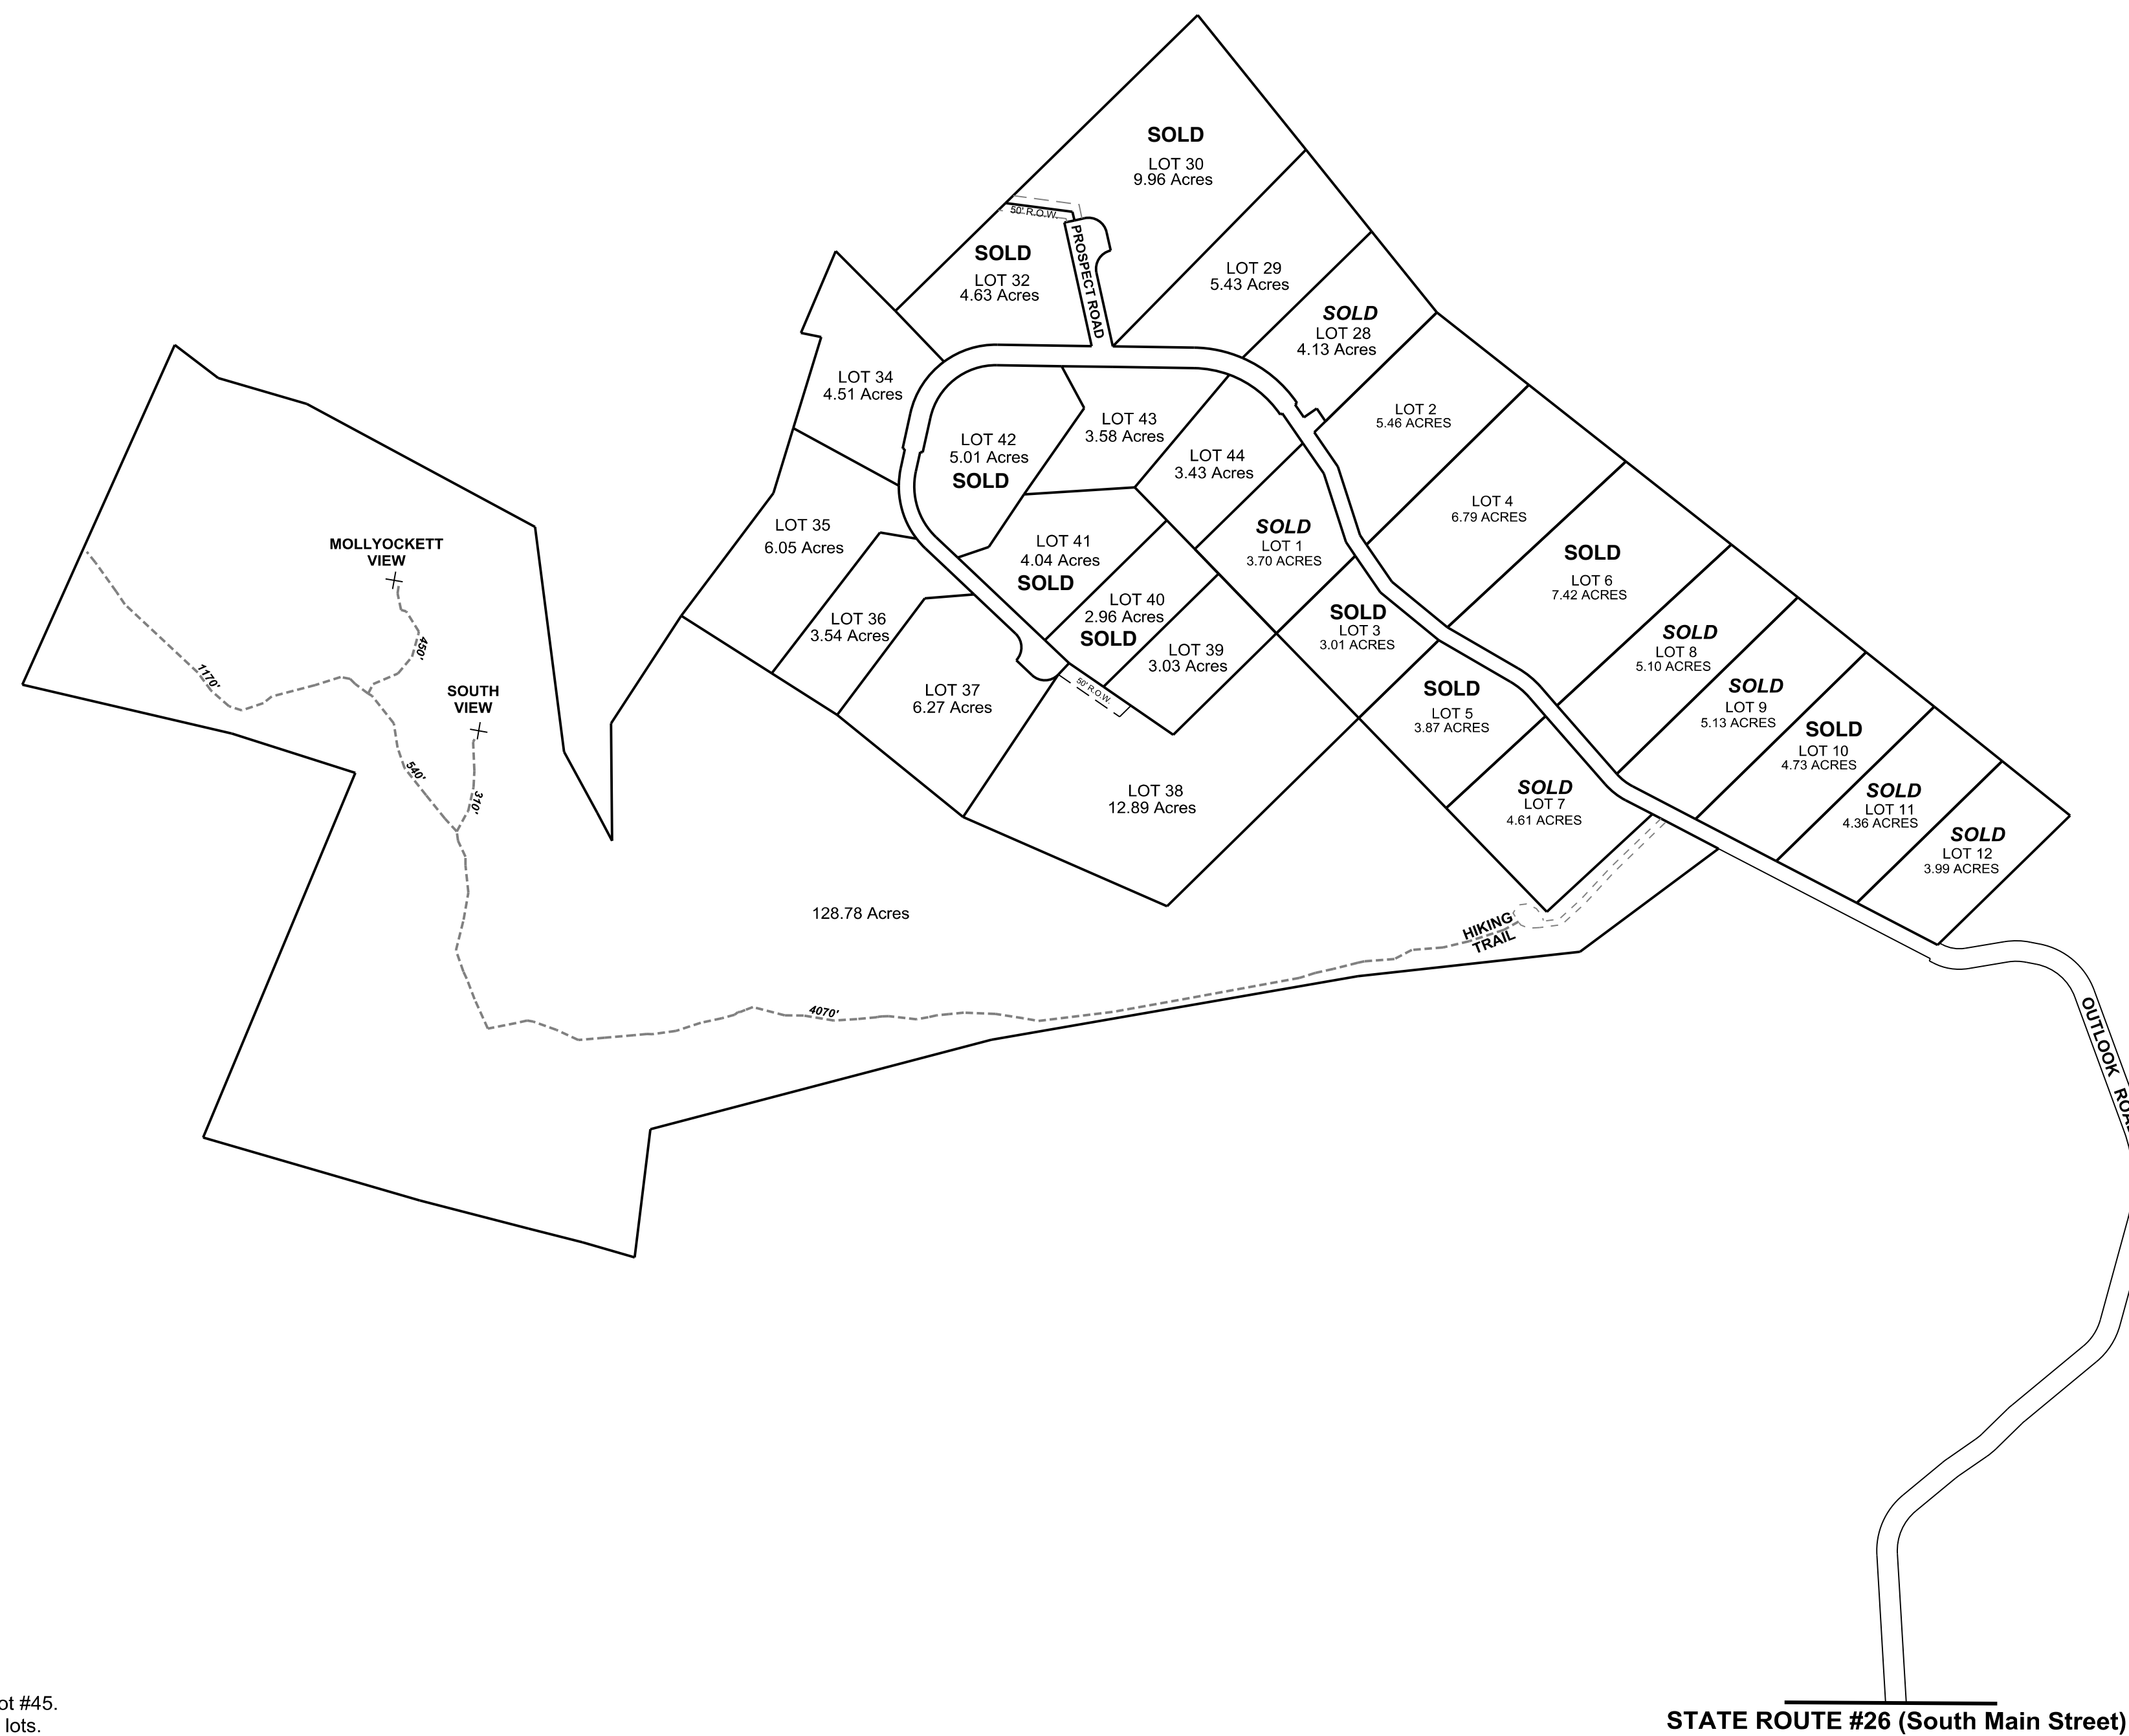 SOLD
LOT 30
9.96 Acres
50' R.O.W.
PROSPECT ROAD
SOLD
LOT 32
4.63 Acres
LOT 29
5.43 Acres
SOLD
LOT 28
4.13 Acres
LOT 34
4.51 Acres
LOT 42
5.01 Acres
SOLD
LOT 43
3.58 Acres
LOT 44
3.43 Acres
LOT 2
5.46 ACRES
LOT 4
6.79 ACRES
LOT 35
6.05 Acres
LOT 41
4.04 Acres
SOLD
SOLD
LOT 1
3.70 ACRES
SOLD
LOT 6
7.42 ACRES
MOLLYOCKETT
VIEW
450'
1170'
LOT 36
3.54 Acres
LOT 40
2.96 Acres
SOLD
SOLD
LOT 3
3.01 ACRES
SOLD
LOT 8
5.10 ACRES
LOT 39
3.03 Acres
50' R.O.W.
SOUTH
VIEW
540'
310'
LOT 37
6.27 Acres
SOLD
LOT 5
3.87 ACRES
SOLD
LOT 9
5.13 ACRES
SOLD
LOT 10
4.73 ACRES
LOT 38
12.89 Acres
SOLD
LOT 7
4.61 ACRES
SOLD
LOT 11
4.36 ACRES
SOLD
LOT 12
3.99 ACRES
128.78 Acres
HIKING
TRAIL
4070'
OUTLOOK ROAD
ot #45.
lots.
STATE ROUTE #26 (South Main Street)